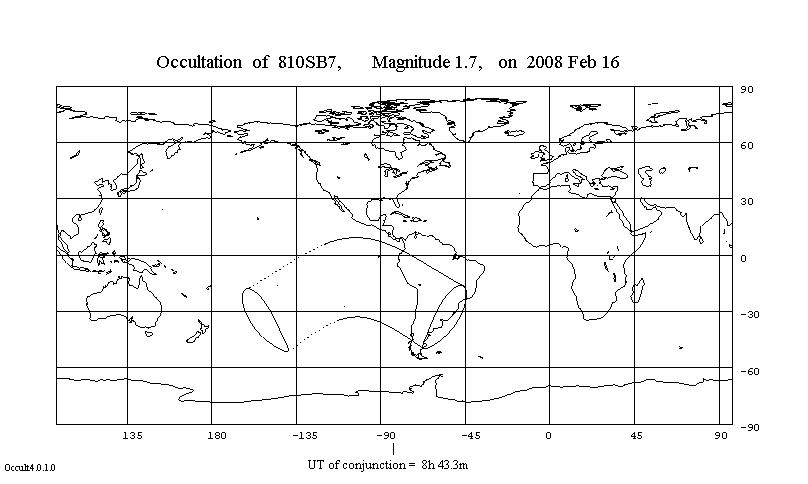 Occultation of 810SB7, Magnitude 1.7, on 2008 Feb 16
90
60
30
0
-30
-60
-90
135 180 -135 -90 -45 0 45 90
UT of conjunction = 8h 43.3m
Occult4.0.1.0